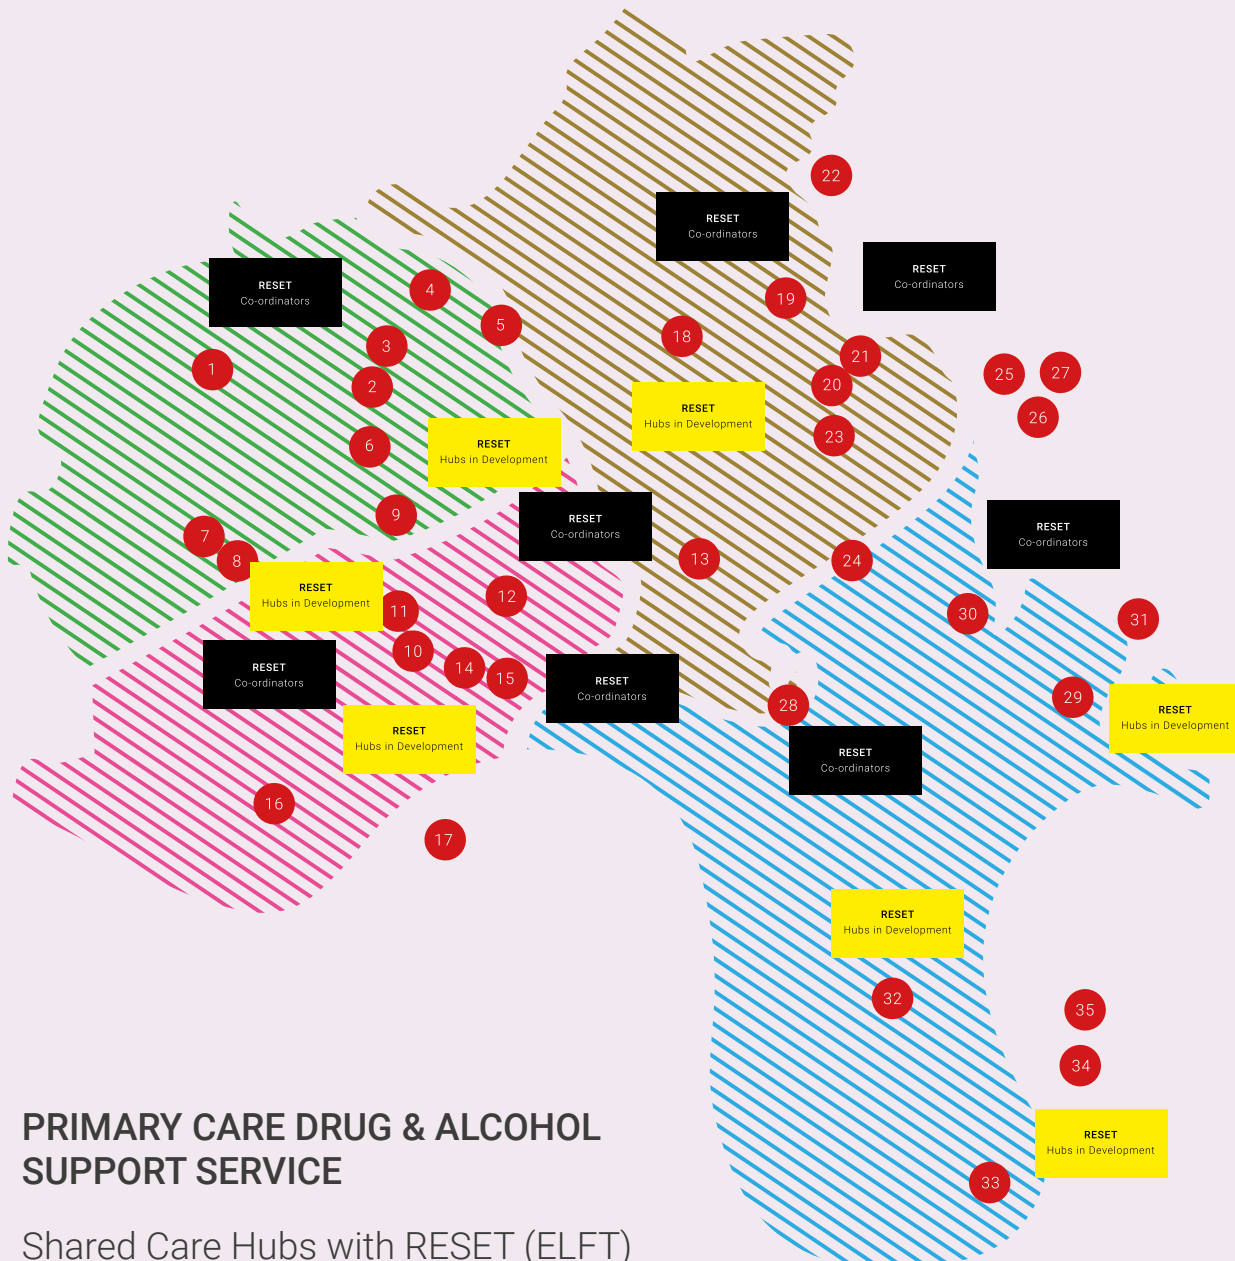 22
RESET
Co-ordinators
RESET
Co-ordinators
RESET
Co-ordinators
4
19
5
18
3
21
1
2
20
25
27
RESET
Hubs in Development
26
23
6
RESET
Hubs in Development
9
RESET
Co-ordinators
RESET
Co-ordinators
7
8
13
24
RESET
Hubs in Development
12
11
30
31
10
14
15
RESET
Co-ordinators
RESET
Co-ordinators
28
29
RESET
Hubs in Development
RESET
Hubs in Development
RESET
Co-ordinators
16
17
RESET
Hubs in Development
32
35
34
PRIMARY CARE DRUG & ALCOHOL
SUPPORT SERVICE
RESET
Hubs in Development
33
Shared Care Hubs with RESET (ELFT)